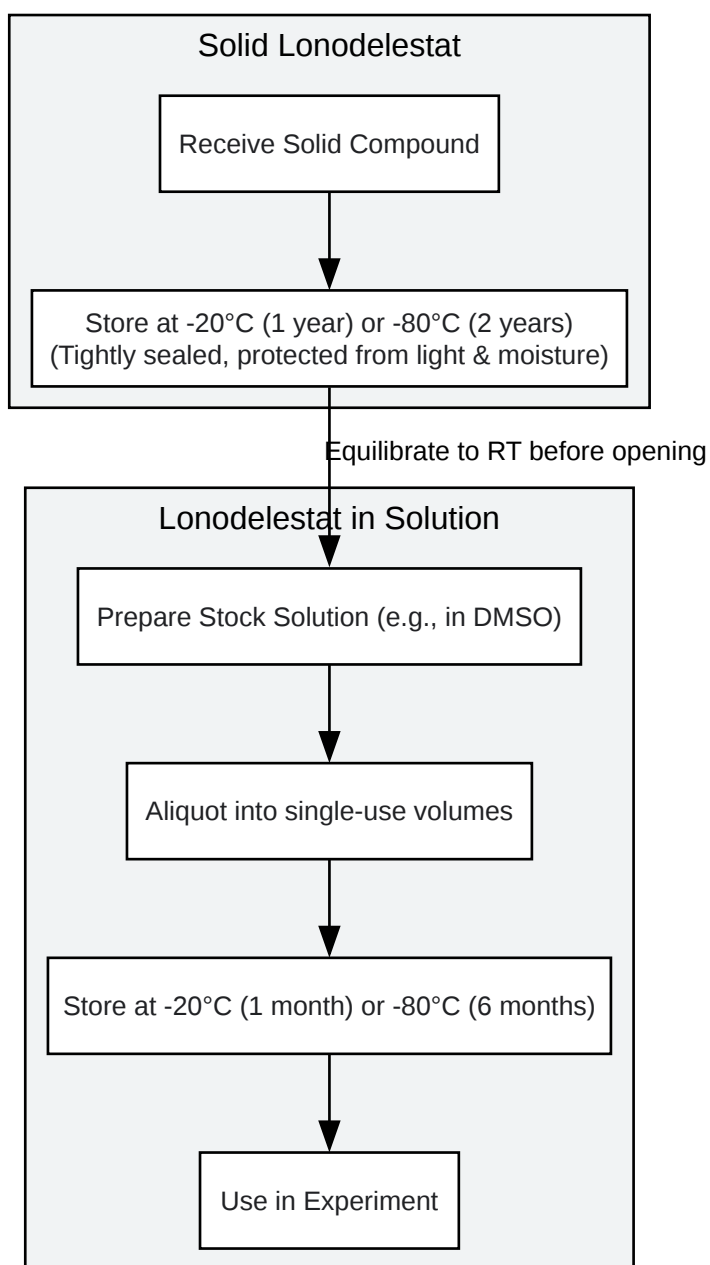 Solid Lonodelestat
Receive Solid Compound
Store at -20°C (1 year) or -80°C (2 years)
(Tightly sealed, protected from light & moisture)
Equilibrate to RT before opening
Lonodelestat in Solution
Prepare Stock Solution (e.g., in DMSO)
Aliquot into single-use volumes
Store at -20°C (1 month) or -80°C (6 months)
Use in Experiment